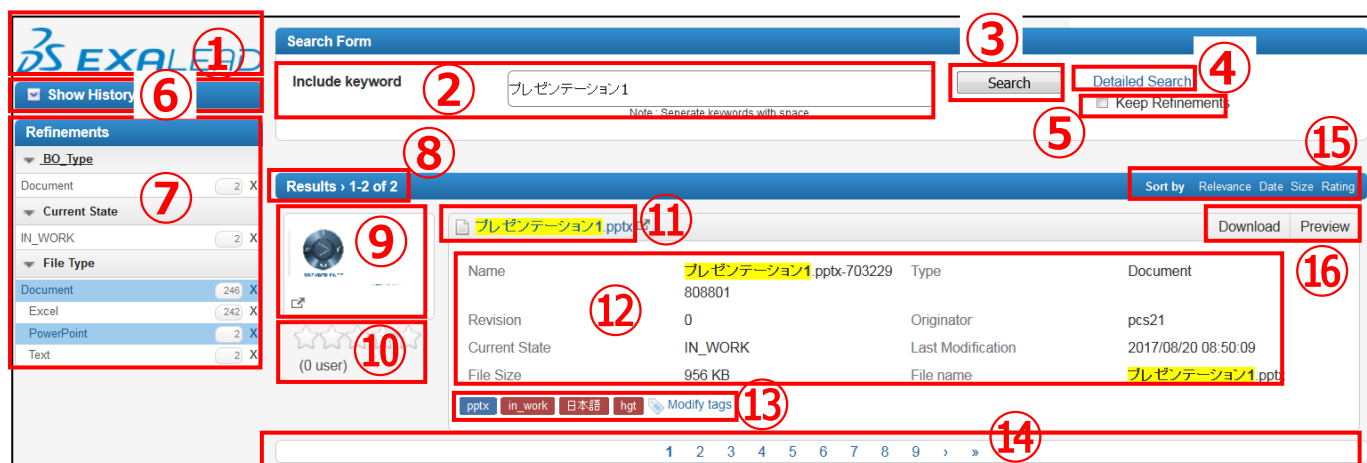 3S EXALEAD
①
⑥
Show History
Refinements
BO_Type
Document 2 X
⑦
Current State
IN_WORK 2 X
File Type
Document 246 X
Excel 242 X
PowerPoint 2 X
Text 2 X
Search Form
Include keyword
②
プレゼンテーション1
Note : Seperate keywords with space
③
Search
④
Detailed Search
⑤
Keep Refinements
⑧
Results › 1-2 of 2
⑮
Sort by Relevance Date Size Rating
⑨
⑩
(0 user)
プレゼンテーション1.pptx
⑪
Download Preview
⑯
⑫
Name プレゼンテーション1.pptx-703229 Type Document
808801
Revision 0 Originator pcs21
Current State IN_WORK Last Modification 2017/08/20 08:50:09
File Size 956 KB File name プレゼンテーション1.pptx
pptx in_work 日本語 hgt Modify tags
⑬
1 2 3 4 5 6 7 8 9 › »
⑭